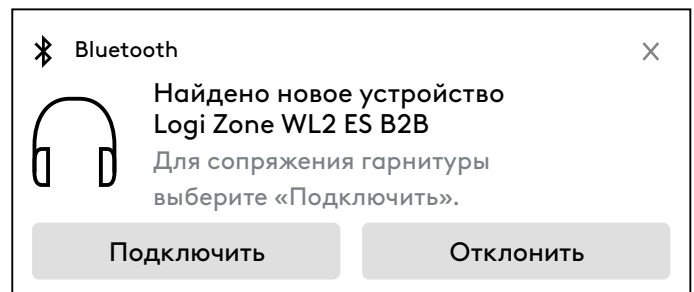 Bluetooth
Найдено новое устройство
Logi Zone WL2 ES B2B
Для сопряжения гарнитуры
выберите «Подключить».
Подключить
Отклонить